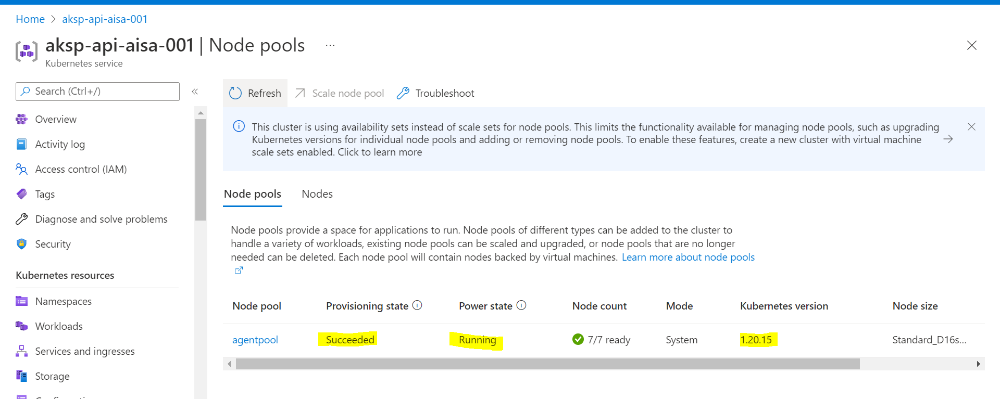 Home > aksp-api-aisa-001
aksp-api-aisa-001 | Node pools ...
Kubernetes service
Search (Ctrl+/)
«
Overview
Activity log
Access control (IAM)
Tags
Diagnose and solve problems
Security
Kubernetes resources
Namespaces
Workloads
Services and ingresses
Storage
Refresh
Scale node pool
Troubleshoot
This cluster is using availability sets instead of scale sets for node pools. This limits the functionality available for managing node pools, such as upgrading
Kubernetes versions for individual node pools and adding or removing node pools. To enable these features, create a new cluster with virtual machine
scale sets enabled. Click to learn more
Node pools Nodes
Node pools provide a space for applications to run. Node pools of different types can be added to the cluster to
handle a variety of workloads, existing node pools can be scaled and upgraded, or node pools that are no longer
needed can be deleted. Each node pool will contain nodes backed by virtual machines. Learn more about node pools
Node pool Provisioning state Power state Node count Mode Kubernetes version Node size
agentpool Succeeded Running 7/7 ready System 1.20.15 Standard_D16s...